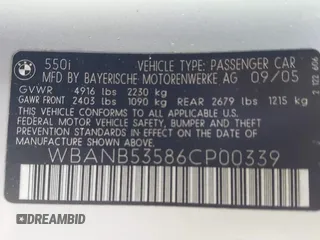 550i VEHICLE TYPE: PASSENGER CAR
MFD BY BAYERISCHE MOTORENWERKE AG 09/05
GVWR 4916 lbs 2230 kg
GAWR FRONT 2403 lbs 1090 kg REAR 2679 lbs 1215 kg
WBANB53586CP00339
THIS VEHICLE CONFORMS TO ALL APPLICABLE U.S. FEDERAL MOTOR VEHICLE SAFETY, BUMPER, AND THEFT PREVENTION STANDARDS IN EFFECT ON THE DATE OF MANUFACTURE SHOWN ABOVE.
DREAMBID